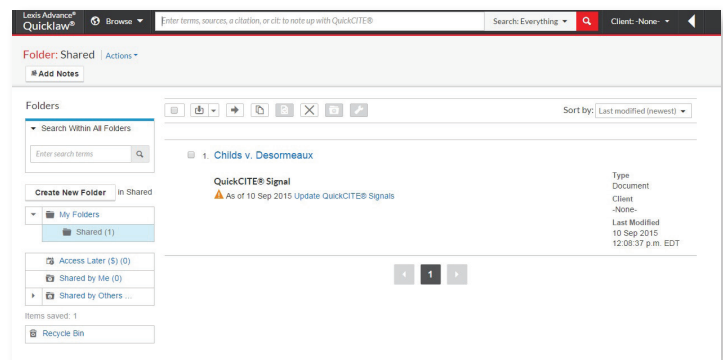 Lexis Advance®
Quicklaw®
Browse
Enter terms, sources, a citation, or cit: to note up with QuickCITE®
Search: Everything
Client: -None-
Folder: Shared
Actions
Add Notes
Folders
Search Within All Folders
Enter search terms
Create New Folder in Shared
My Folders
Shared (1)
Access Later ($) (0)
Shared by Me (0)
Shared by Others ...
Items saved: 1
Recycle Bin
Sort by: Last modified (newest)
1. Childs v. Desormeaux
QuickCITE® Signal
As of 10 Sep 2015 Update QuickCITE® Signals
Type
Document
Client
-None-
Last Modified
10 Sep 2015
12:08:37 p.m. EDT
1